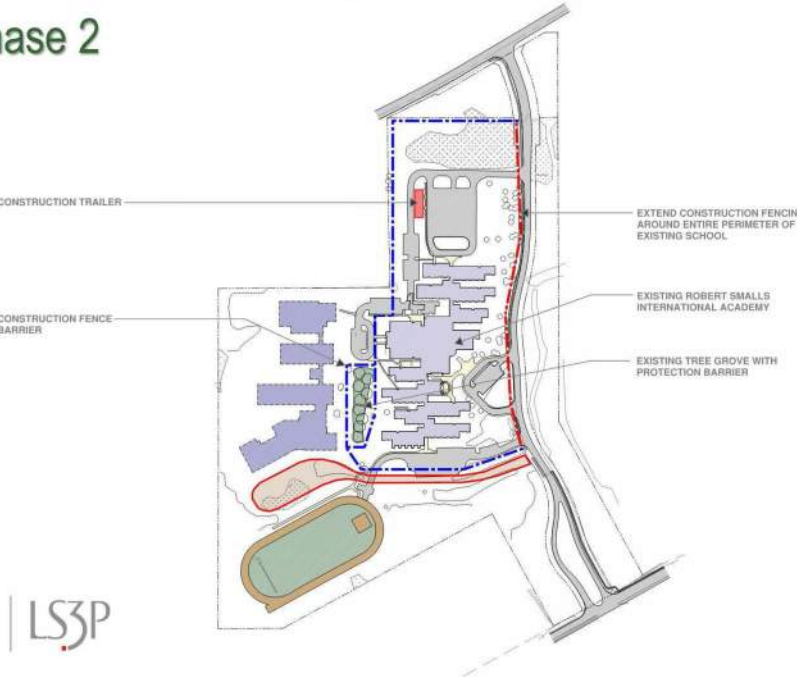 hase 2
CONSTRUCTION TRAILER
EXTEND CONSTRUCTION FENCIN
AROUND ENTIRE PERIMETER OF
EXISTING SCHOOL
EXISTING ROBERT SMALLS
INTERNATIONAL ACADEMY
CONSTRUCTION FENCE
BARRIER
EXISTING TREE GROVE WITH
PROTECTION BARRIER
LS3P